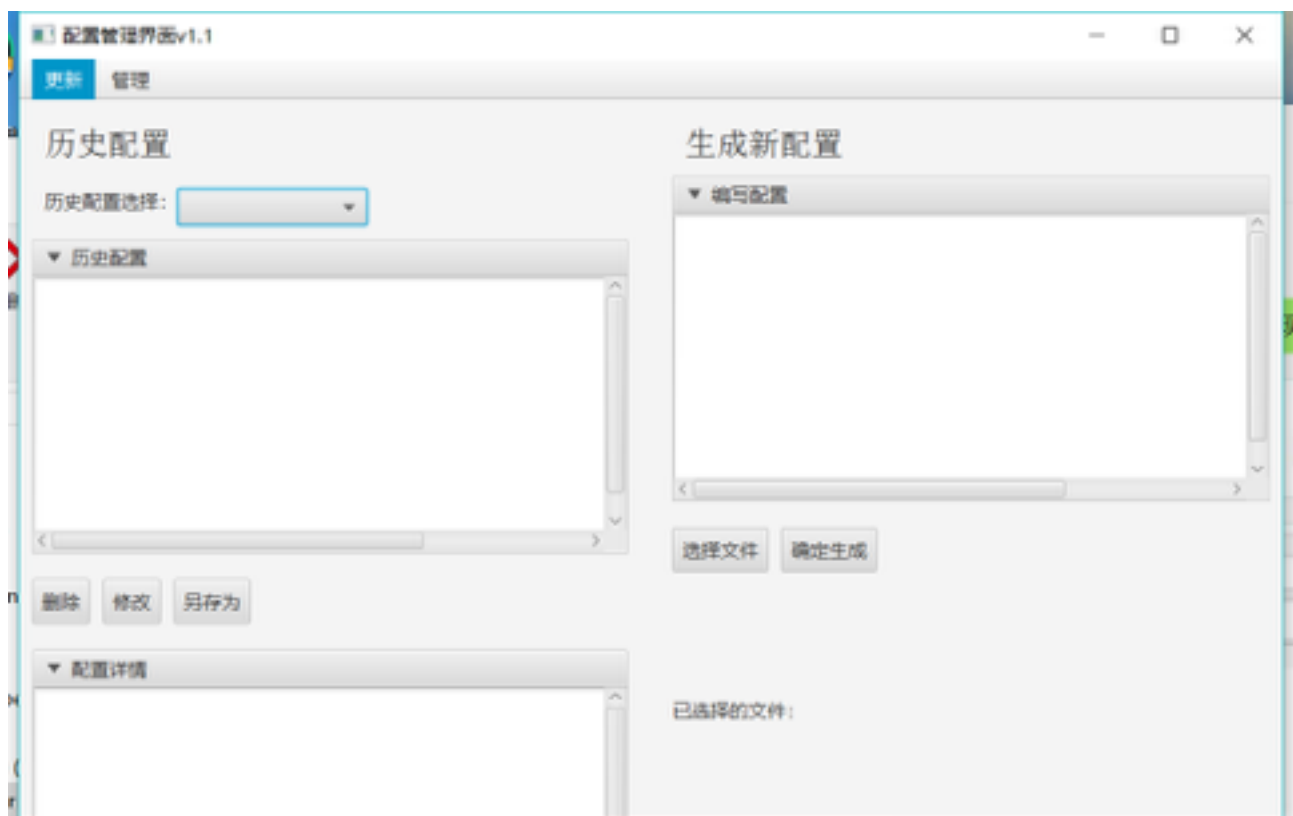 配置管理界面v1.1
更新 管理
历史配置
历史配置选择：
历史配置
删除 修改 另存为
配置详情
生成新配置
编写配置
选择文件 确定生成
已选择的文件：